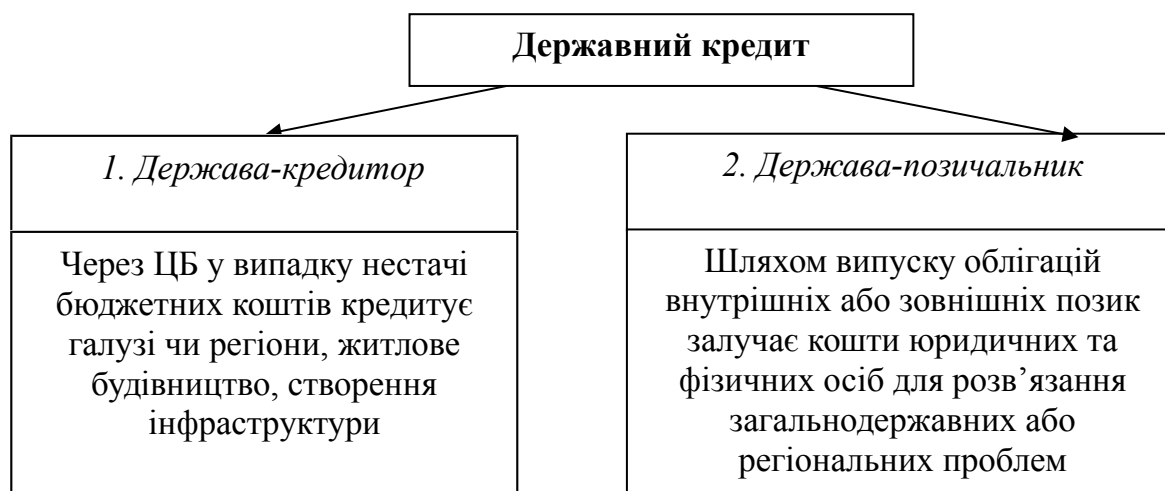 Державний кредит
1. Держава-кредитор
Через ЦБ у випадку нестачі
бюджетних коштів кредитує
галузі чи регіони, житлове
будівництво, створення
інфраструктури
2. Держава-позичальник
Шляхом випуску облігацій
внутрішніх або зовнішніх позик
залучає кошти юридичних та
фізичних осіб для розв’язання
загальнодержавних або
регіональних проблем